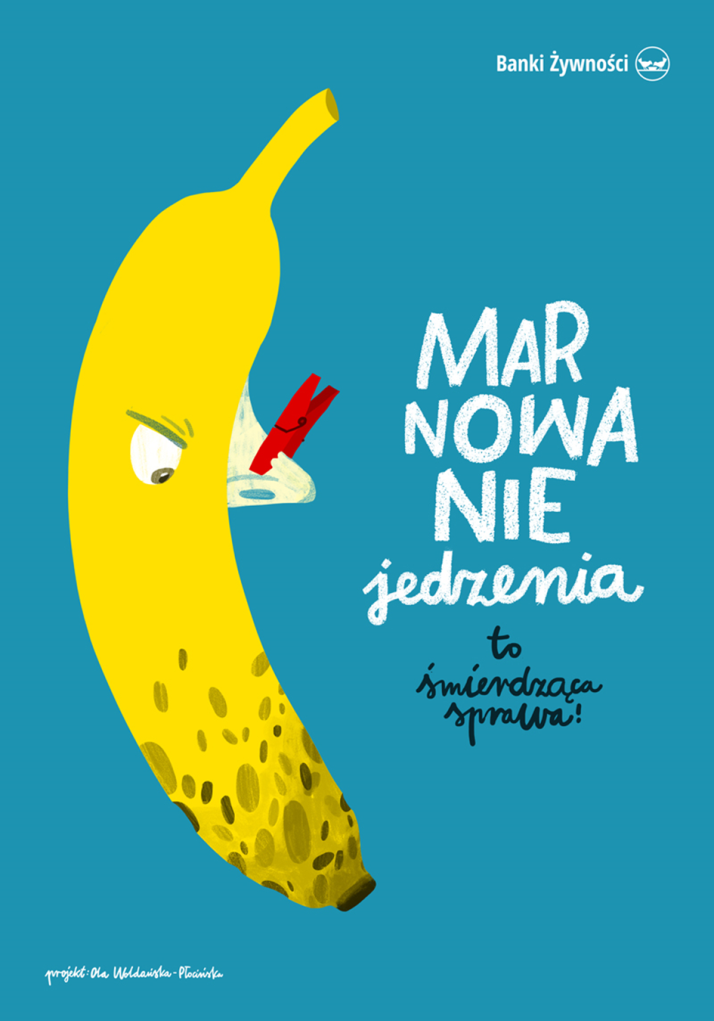 Banki Żywności
MAR
NOWA
NIE
jedzenia
to
śmierdząca
sprawa!
projekt: Ola Woldańska-Płocińska